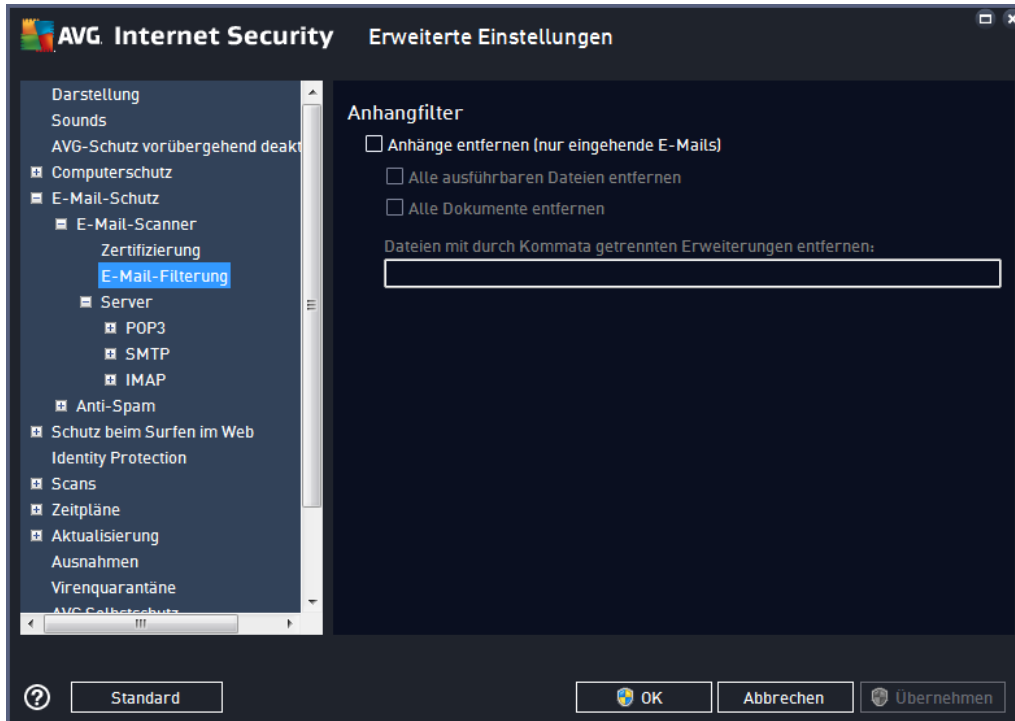 AVG Internet Security Erweiterte Einstellungen
Darstellung
Sounds
AVG-Schutz vorübergehend deakt
Computerschutz
E-Mail-Schutz
E-Mail-Scanner
Zertifizierung
E-Mail-Filterung
Server
POP3
SMTP
IMAP
Anti-Spam
Schutz beim Surfen im Web
Identity Protection
Scans
Zeitpläne
Aktualisierung
Ausnahmen
Virenquarantäne
AVG Selbstschutz
Anhangfilter
Anhänge entfernen (nur eingehende E-Mails)
Alle ausführbaren Dateien entfernen
Alle Dokumente entfernen
Dateien mit durch Kommata getrennten Erweiterungen entfernen:
? Standard OK Abbrechen Übernehmen